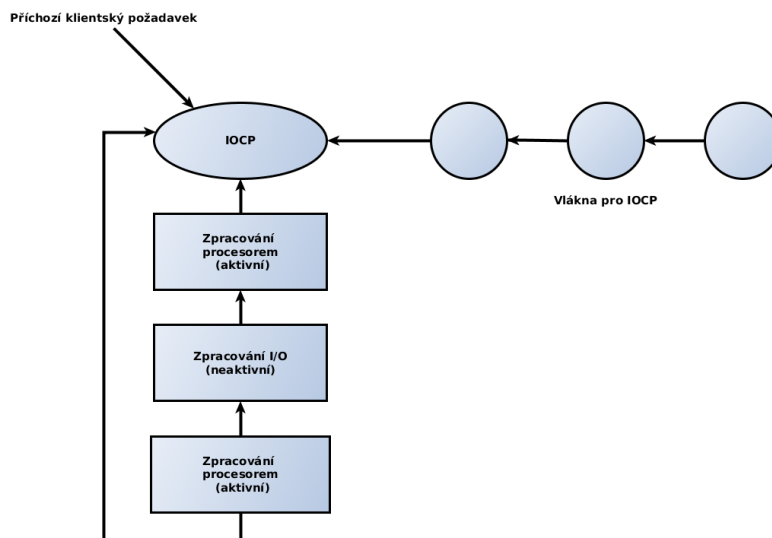 Příchozí klientský požadavek
IOCP
Vlákna pro IOCP
Zpracování
procesorem
(aktivní)
Zpracování I/O
(neaktivní)
Zpracování
procesorem
(aktivní)